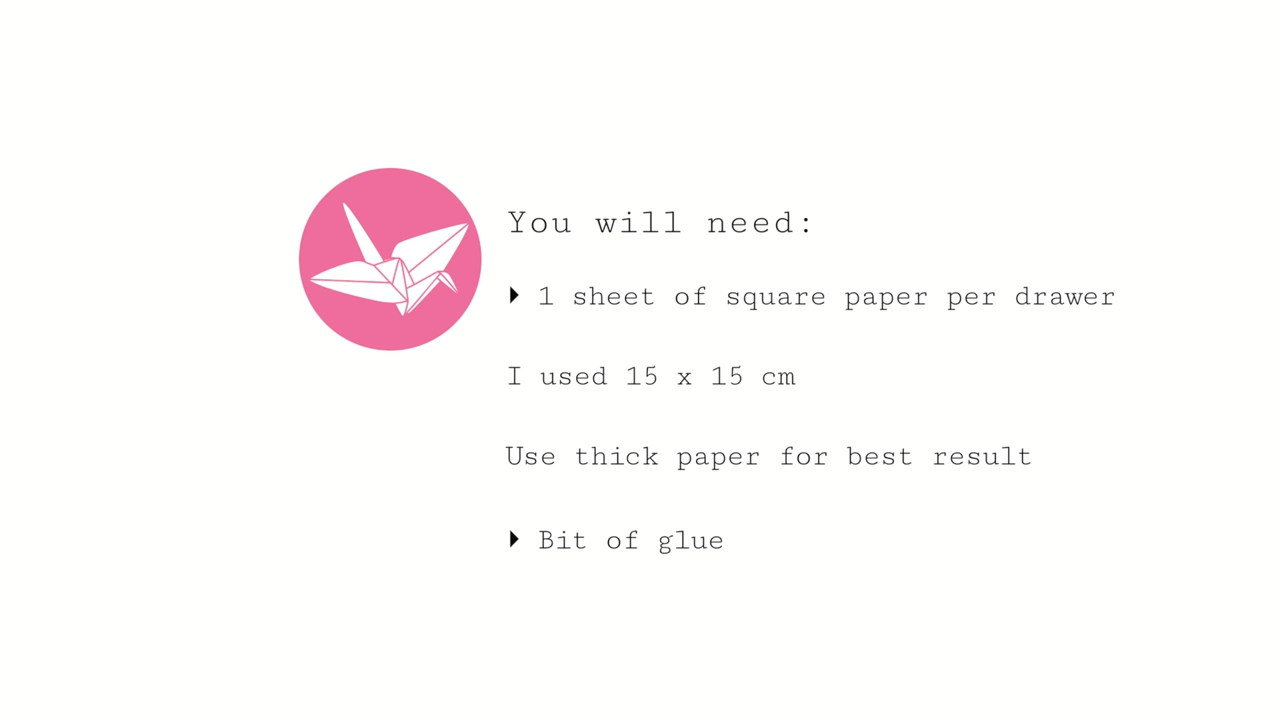 You will need:
‣ 1 sheet of square paper per drawer
I used 15 x 15 cm
Use thick paper for best result
‣ Bit of glue